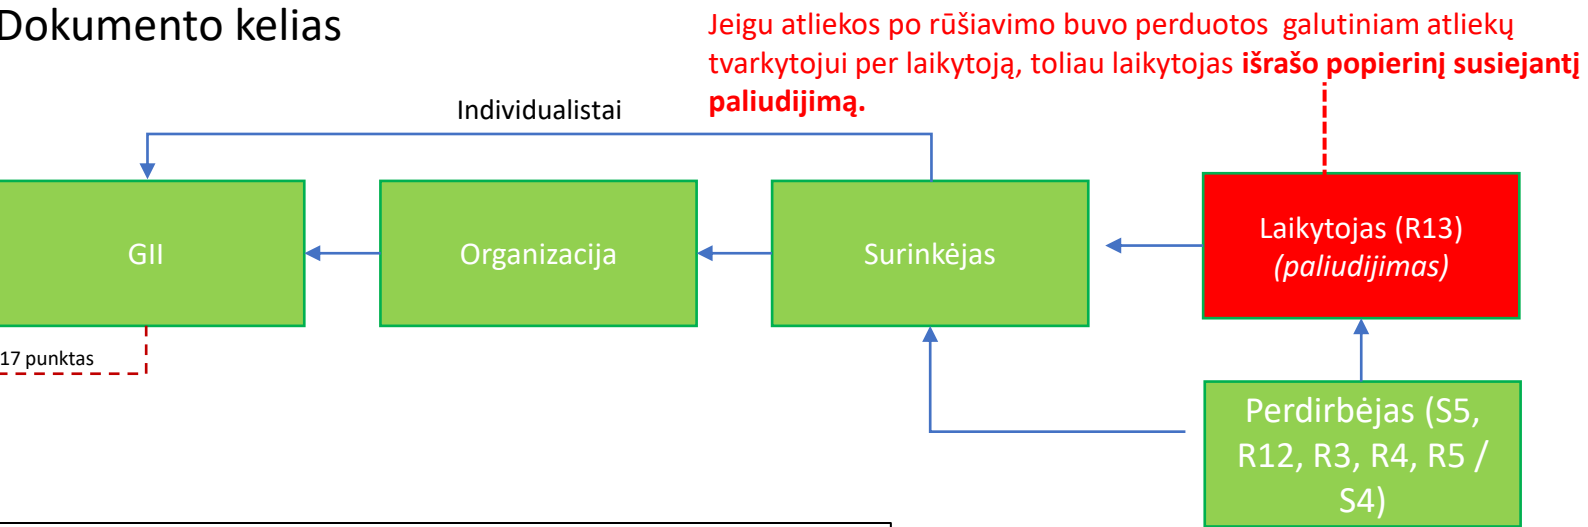 Dokumento kelias
Jeigu atliekos po rūšiavimo buvo perduotos galutiniam atliekų
tvarkytojui per laikytoją, toliau laikytojas išrašo popierinį susiejantį
paliudijimą.
Individualistai
GII
Organizacija
Surinkėjas
Laikytojas (R13)
(paliudijimas)
17 punktas
Perdirbėjas (S5,
R12, R3, R4, R5 /
S4)